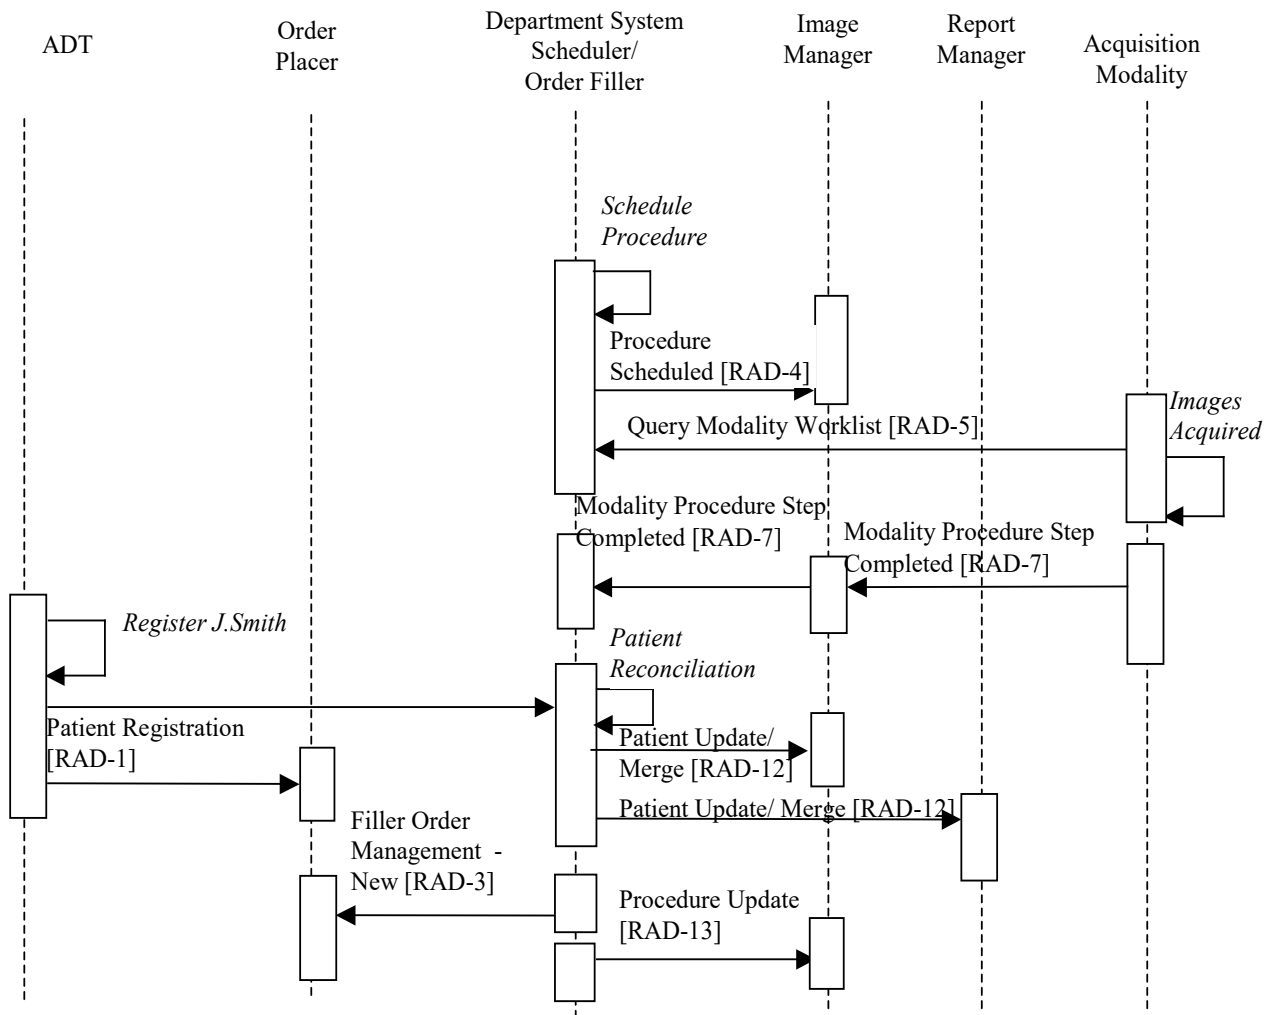 ADT
Order
Placer
Department System
Scheduler/
Order Filler
Image
Manager
Report
Manager
Acquisition
Modality
Schedule
Procedure
Procedure
Scheduled [RAD-4]
Images
Acquired
Query Modality Worklist [RAD-5]
Modality Procedure Step
Completed [RAD-7]
Modality Procedure Step
Completed [RAD-7]
Register J.Smith
Patient
Reconciliation
Patient Registration
[RAD-1]
Patient Update/
Merge [RAD-12]
Patient Update/ Merge [RAD-12]
Filler Order
Management -
New [RAD-3]
Procedure Update
[RAD-13]